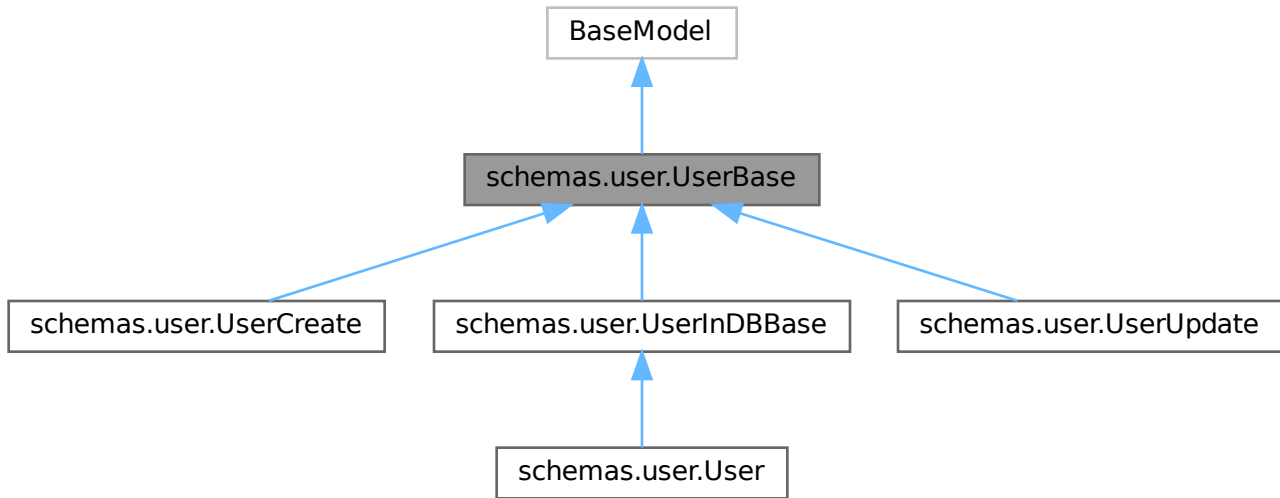 BaseModel
schemas.user.UserBase
schemas.user.UserCreate
schemas.user.UserInDBBase
schemas.user.UserUpdate
schemas.user.User